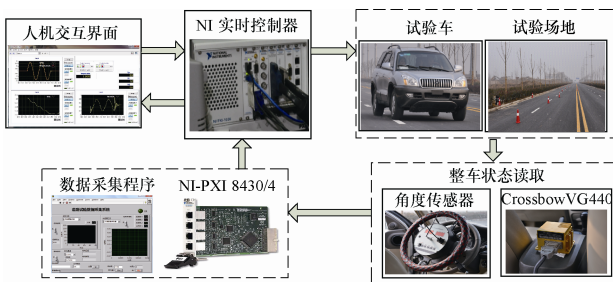 人机交互界面
NI 实时控制器
试验车
试验场地
整车状态读取
角度传感器
CrossbowVG440
数据采集程序
NI-PXI 8430/4